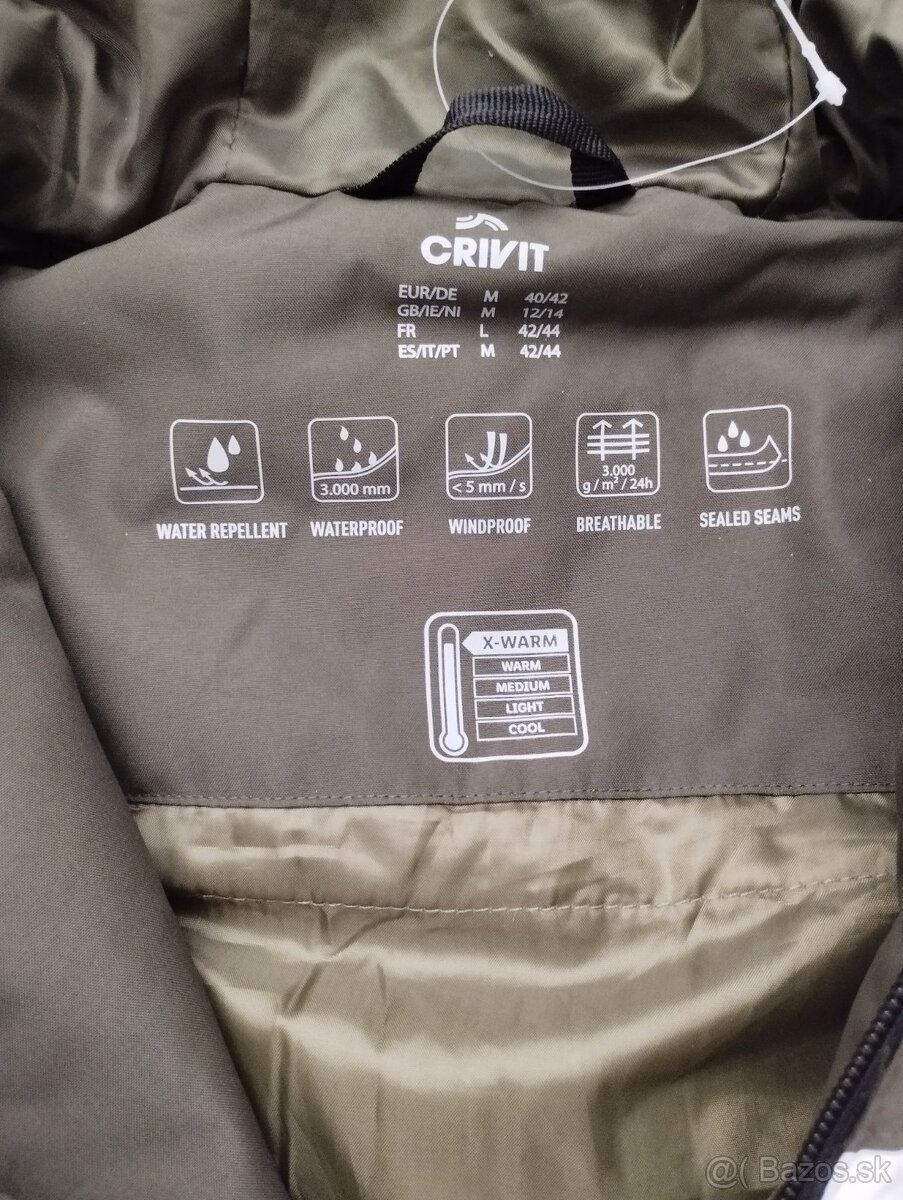 CRIVIT
EUR/DE M 40/42
GB/IE/NI M 12/14
FR L 42/44
ES/IT/PT M 42/44
3.000 mm
< 5 mm / s
3.000
g / m² / 24h
WATER REPELLENT
WATERPROOF
WINDPROOF
BREATHABLE
SEALED SEAMS
X-WARM
WARM
MEDIUM
LIGHT
COOL
@( Bazos.sk